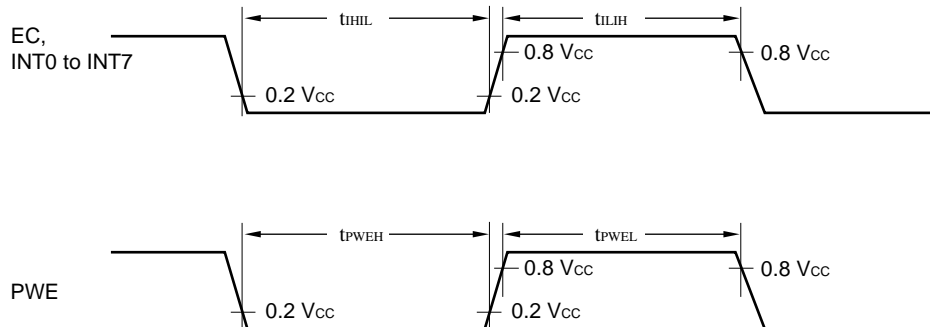 tIHIL tILIH
EC,
INT0 to INT7
0.8 VCC 0.8 VCC
0.2 VCC 0.2 VCC
tPWEH tPWEL
0.8 VCC 0.8 VCC
PWE
0.2 VCC 0.2 VCC